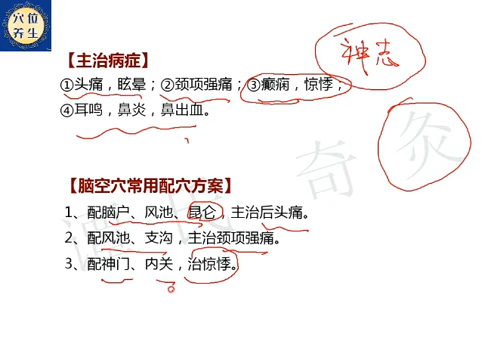 穴位
养生
神志
【主治病症】
①头痛，眩晕；②颈项强痛；③癫痫，惊悸；
④耳鸣，鼻炎，鼻出血。
【脑空穴常用配穴方案】
1、配脑户、风池、昆仑，主治后头痛。
2、配风池、支沟，主治颈项强痛。
3、配神门、内关，治惊悸。
奇灸